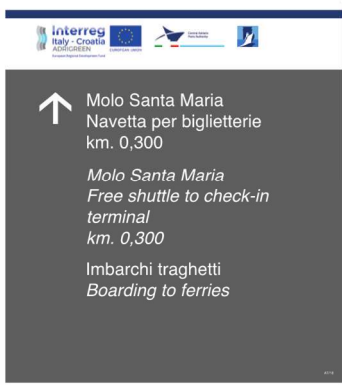 Interreg
Italy - Croatia
ADRIGREEN
European Regional Development Fund
EUROPEAN UNION
Molo Santa Maria
Navetta per biglietterie
km. 0,300
Molo Santa Maria
Free shuttle to check-in
terminal
km. 0,300
Imbarchi traghetti
Boarding to ferries